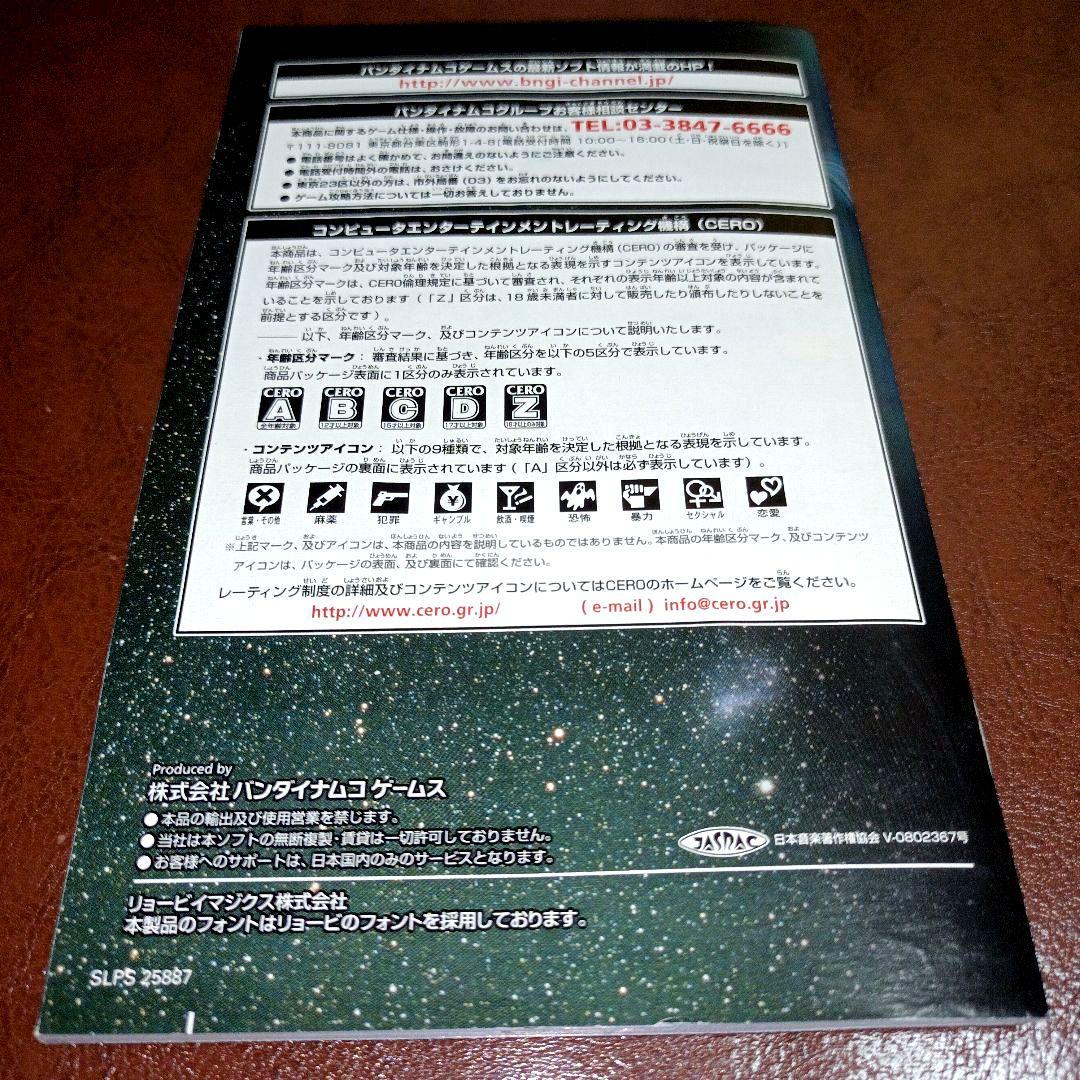 バンダイナムコゲームスの最新ソフト情報が満載のHP!
http://www.bngi-channel.jp/
バンダイナムコグループお客様相談センター
本商品に関するゲーム仕様・操作・故障のお問い合わせは、TEL:03-3847-6666
〒111-8081 東京都台東区駒形1-4-8[電話受付時間 10:00〜16:00(土・日・祝祭日を除く)]
●電話番号はよく確かめて、お間違えのないようにご注意ください。
●電話受付時間外の電話は、おさけください。
●東京23区以外の方は、市外局番(03)をお忘れのないようにしてください。
●ゲーム攻略方法については一切お答えしておりません。
コンピュータエンターテインメントレーティング機構(CERO)
本商品は、コンピュータエンターテインメントレーティング機構(CERO)の審査を受け、パッケージに
年齢区分マーク及び対象年齢を決定した根拠となる表現を示すコンテンツアイコンを表示しています。
年齢区分マークは、CERO倫理規定に基づいて審査され、それぞれの表示年齢以上対象の内容が含まれて
いることを示しております(「Z」区分は、18歳未満者に対して販売したり頒布したりしないことを
前提とする区分です)。
――以下、年齢区分マーク、及びコンテンツアイコンについて説明いたします。
・年齢区分マーク:審査結果に基づき、年齢区分を以下の5区分で表示しています。
商品パッケージ表面に1区分のみ表示されています。
CERO CERO CERO CERO CERO
A B C D Z
全年齢対象 12才以上対象 15才以上対象 17才以上対象 18才以上のみ対象
・コンテンツアイコン:以下の9種類で、対象年齢を決定した根拠となる表現を示しています。
商品パッケージの裏面に表示されています(「A」区分以外は必ず表示しています)。
言葉・その他 麻薬 犯罪 ギャンブル 飲酒・喫煙 恐怖 暴力 セクシャル 恋愛
※上記マーク、及びアイコンは、本商品の内容を説明しているものではありません。本商品の年齢区分マーク、及びコンテンツ
アイコンは、パッケージの表面、及び裏面にて確認ください。
レーティング制度の詳細及びコンテンツアイコンについてはCEROのホームページをご覧ください。
http://www.cero.gr.jp/ (e-mail) info@cero.gr.jp
Produced by
株式会社バンダイナムコ ゲームス
●本品の輸出及び使用営業を禁じます。
●当社は本ソフトの無断複製・賃貸は一切許可しておりません。
●お客様へのサポートは、日本国内のみのサービスとなります。
JASRAC 日本音楽著作権協会 V-0802367号
リョービイマジクス株式会社
本製品のフォントはリョービのフォントを採用しております。
SLPS 25887